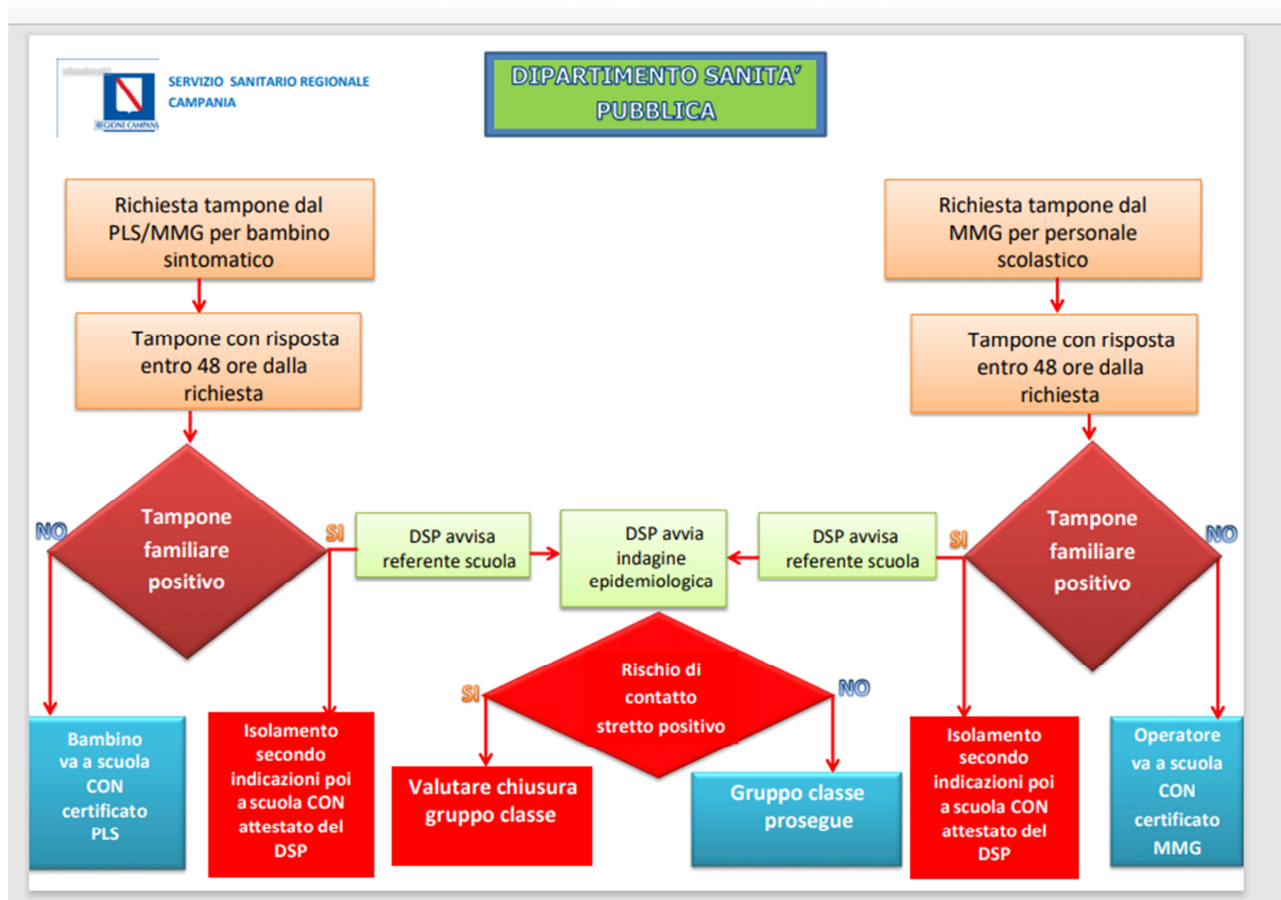 SERVIZIO SANITARIO REGIONALE
CAMPANIA
REGIONE CAMPAN
DIPARTIMENTO SANITA'
PUBBLICA
Richiesta tampone dal
PLS/MMG per bambino
sintomatico
Richiesta tampone dal
MMG per personale
scolastico
Tampone con risposta
entro 48 ore dalla
richiesta
Tampone con risposta
entro 48 ore dalla
richiesta
NO
Tampone
familiare
positivo
SI
DSP avvisa
referente scuola
DSP avvia
indagine
epidemiologica
DSP avvisa
referente scuola
SI
Tampone
familiare
positivo
NO
SI
Rischio di
contatto
stretto positivo
NO
Bambino
va a scuola
CON
certificato
PLS
Isolamento
secondo
indicazioni poi
a scuola CON
attestato del
DSP
Valutare chiusura
gruppo classe
Gruppo classe
prosegue
Isolamento
secondo
indicazioni poi
a scuola CON
attestato del
DSP
Operatore
va a scuola
CON
certificato
MMG